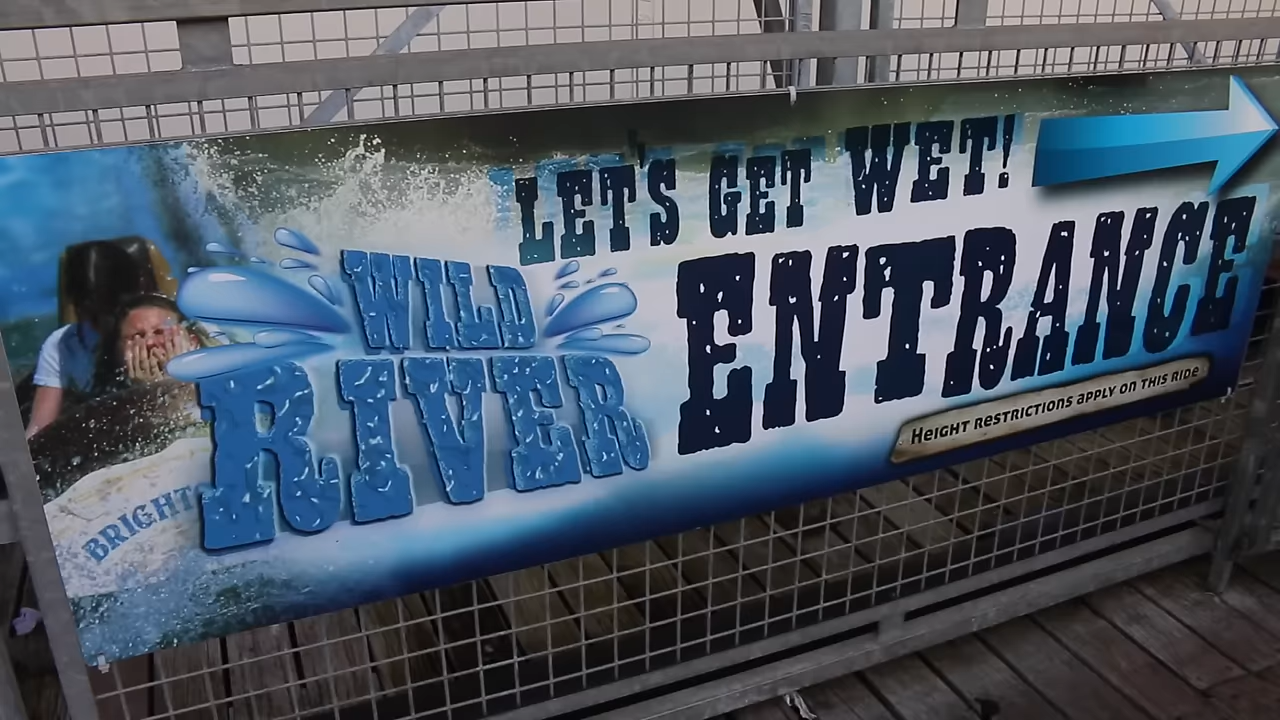 LET'S GET WET!
WILD
RIVER
ENTRANCE
HEIGHT RESTRICTIONS APPLY ON THIS RIDE
BRIGHT